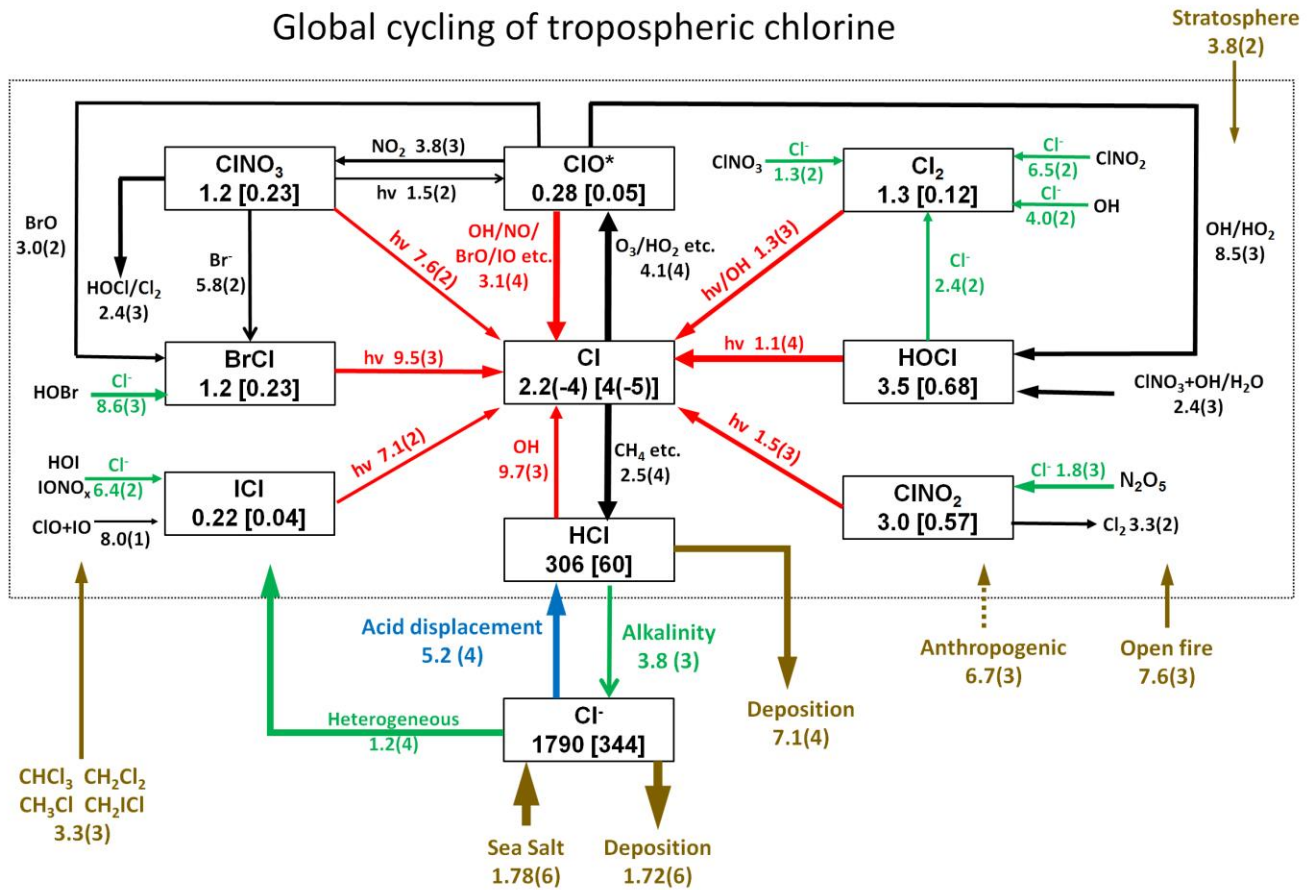 Global cycling of tropospheric chlorine
Stratosphere
3.8(2)
ClNO₃
1.2 [0.23]
NO₂ 3.8(3)
hv 1.5(2)
ClO*
0.28 [0.05]
ClNO₃
Cl⁻
1.3(2)
Cl₂
1.3 [0.12]
Cl⁻
6.5(2)
ClNO₂
Cl⁻
4.0(2)
OH
BrO
3.0(2)
HOCl/Cl₂
2.4(3)
Br⁻
5.8(2)
hv 7.6(2)
OH/NO/
BrO/IO etc.
3.1(4)
O₃/HO₂ etc.
4.1(4)
hv/OH 1.3(3)
Cl⁻
2.4(2)
OH/HO₂
8.5(3)
BrCl
1.2 [0.23]
hv 9.5(3)
Cl
2.2(-4) [4(-5)]
hv 1.1(4)
HOCl
3.5 [0.68]
HOBr
Cl⁻
8.6(3)
ClNO₃+OH/H₂O
2.4(3)
HOI
IONOₓ
Cl⁻
6.4(2)
ClO+IO
8.0(1)
ICl
0.22 [0.04]
hv 7.1(2)
OH
9.7(3)
CH₄ etc.
2.5(4)
hv 1.5(3)
ClNO₂
3.0 [0.57]
Cl⁻ 1.8(3)
N₂O₅
Cl₂ 3.3(2)
HCl
306 [60]
Acid displacement
5.2 (4)
Alkalinity
3.8 (3)
Anthropogenic
6.7(3)
Open fire
7.6(3)
Heterogeneous
1.2(4)
Cl⁻
1790 [344]
Deposition
7.1(4)
CHCl₃ CH₂Cl₂
CH₃Cl CH₂ICl
3.3(3)
Sea Salt
1.78(6)
Deposition
1.72(6)